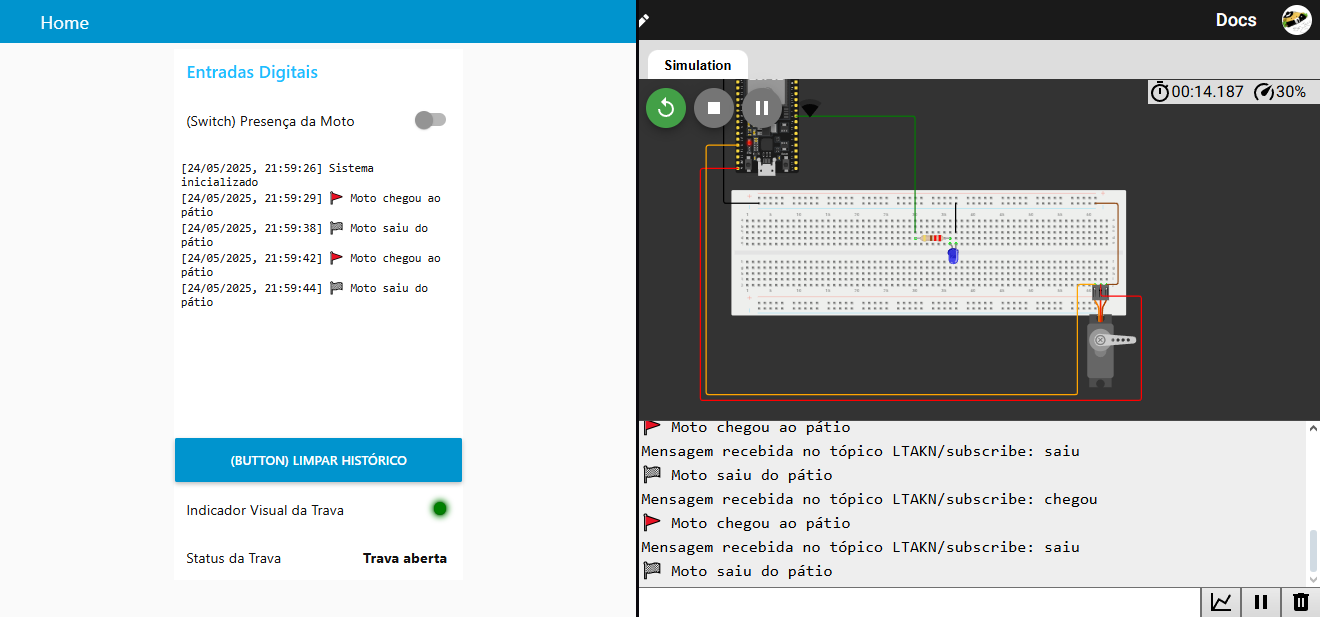 Home
Entradas Digitais
(Switch) Presença da Moto
[24/05/2025, 21:59:26] Sistema
inicializado
[24/05/2025, 21:59:29] 🚩 Moto chegou ao
pátio
[24/05/2025, 21:59:38] 🏁 Moto saiu do
pátio
[24/05/2025, 21:59:42] 🚩 Moto chegou ao
pátio
[24/05/2025, 21:59:44] 🏁 Moto saiu do
pátio
(BUTTON) LIMPAR HISTÓRICO
Indicador Visual da Trava
Status da Trava Trava aberta
Docs
Simulation
00:14.187 30%
🚩 Moto chegou ao pátio
Mensagem recebida no tópico LTAKN/subscribe: saiu
🏁 Moto saiu do pátio
Mensagem recebida no tópico LTAKN/subscribe: chegou
🚩 Moto chegou ao pátio
Mensagem recebida no tópico LTAKN/subscribe: saiu
🏁 Moto saiu do pátio